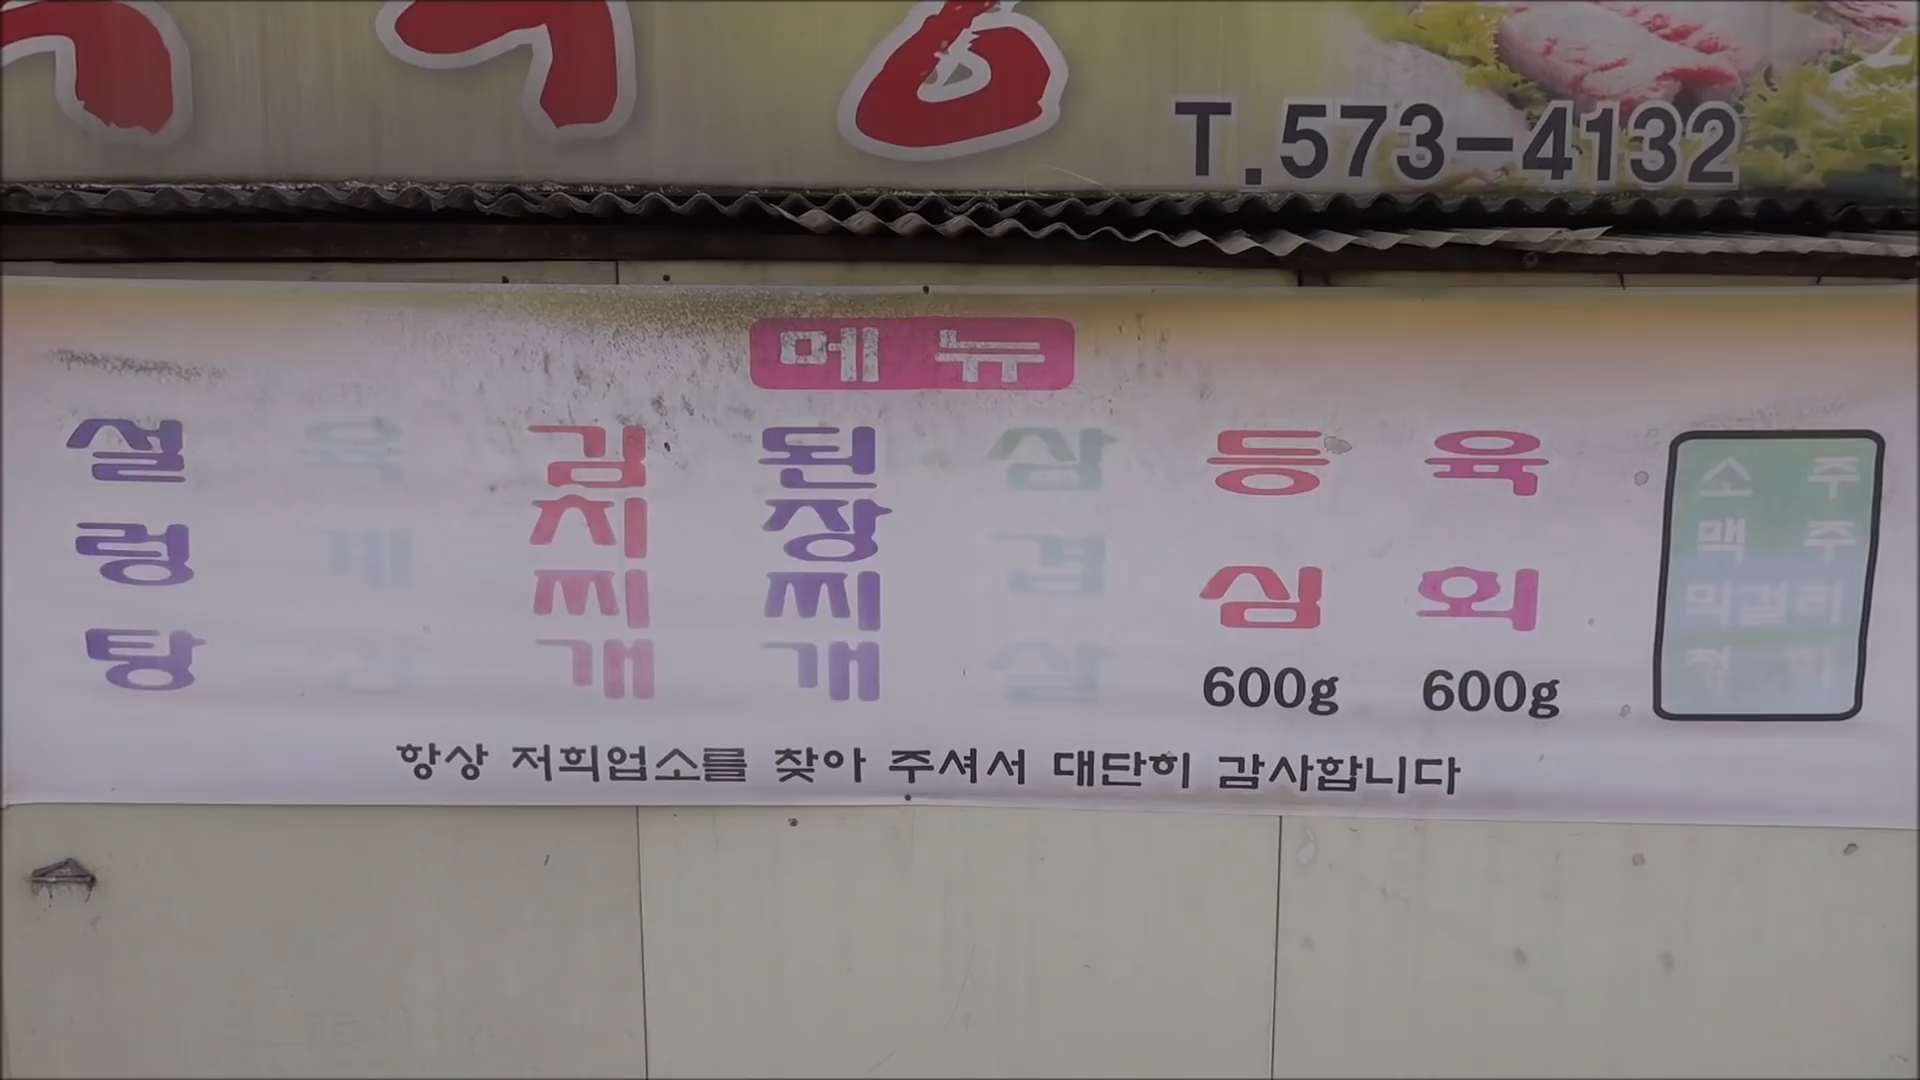 T.573-4132
메뉴
설렁탕
육계
김치찌개
된장찌개
삼겹살
등심 600g
육회 600g
소주
맥주
막걸리
항상 저희업소를 찾아 주셔서 대단히 감사합니다